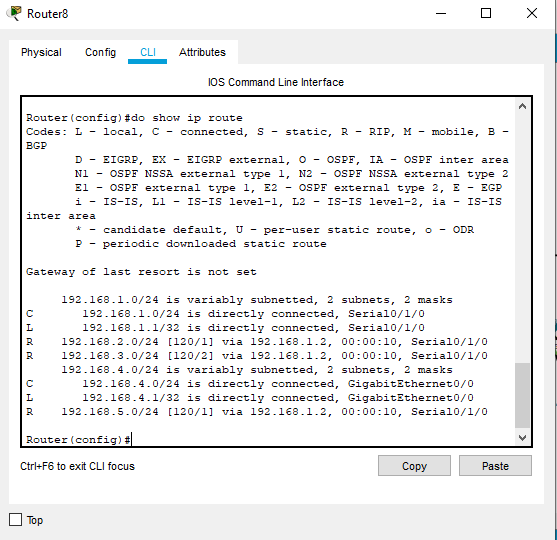 Router8
Physical Config CLI Attributes
IOS Command Line Interface
Router(config)#do show ip route
Codes: L - local, C - connected, S - static, R - RIP, M - mobile, B -
BGP
D - EIGRP, EX - EIGRP external, O - OSPF, IA - OSPF inter area
N1 - OSPF NSSA external type 1, N2 - OSPF NSSA external type 2
E1 - OSPF external type 1, E2 - OSPF external type 2, E - EGP
i - IS-IS, L1 - IS-IS level-1, L2 - IS-IS level-2, ia - IS-IS
inter area
* - candidate default, U - per-user static route, o - ODR
P - periodic downloaded static route
Gateway of last resort is not set
192.168.1.0/24 is variably subnetted, 2 subnets, 2 masks
C 192.168.1.0/24 is directly connected, Serial0/1/0
L 192.168.1.1/32 is directly connected, Serial0/1/0
R 192.168.2.0/24 [120/1] via 192.168.1.2, 00:00:10, Serial0/1/0
R 192.168.3.0/24 [120/2] via 192.168.1.2, 00:00:10, Serial0/1/0
192.168.4.0/24 is variably subnetted, 2 subnets, 2 masks
C 192.168.4.0/24 is directly connected, GigabitEthernet0/0
L 192.168.4.1/32 is directly connected, GigabitEthernet0/0
R 192.168.5.0/24 [120/1] via 192.168.1.2, 00:00:10, Serial0/1/0
Router(config)#
Ctrl+F6 to exit CLI focus
Copy Paste
Top